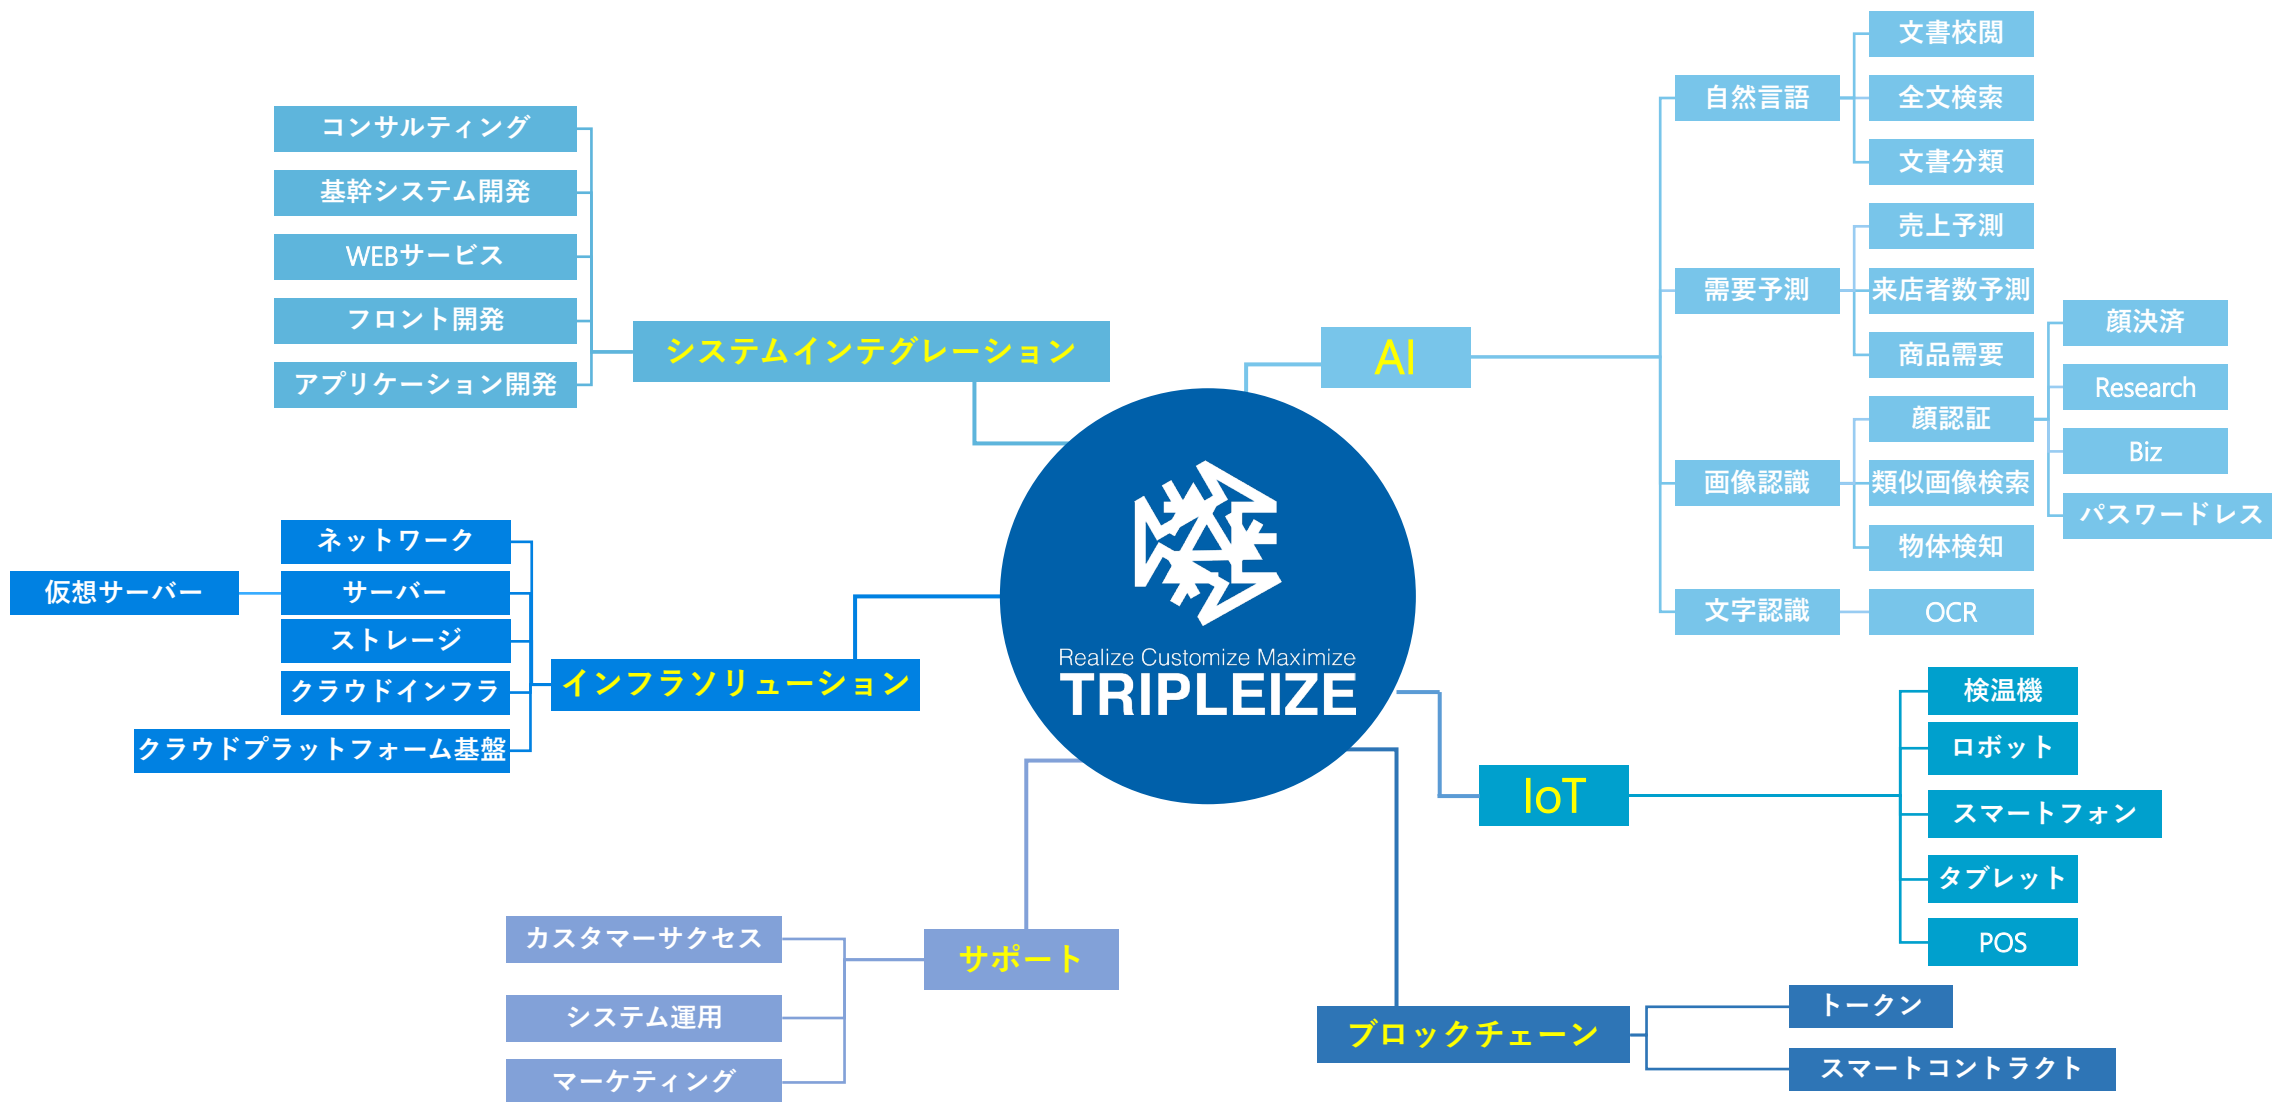 コンサルティング
基幹システム開発
WEBサービス
フロント開発
アプリケーション開発
システムインテグレーション
ネットワーク
仮想サーバー
サーバー
ストレージ
クラウドインフラ
クラウドプラットフォーム基盤
インフラソリューション
カスタマーサクセス
システム運用
マーケティング
サポート
Realize Customize Maximize
TRIPLEIZE
AI
自然言語
文書校閲
全文検索
文書分類
需要予測
売上予測
来店者数予測
商品需要
画像認識
顔認証
類似画像検索
物体検知
顔決済
Research
Biz
パスワードレス
文字認識
OCR
IoT
検温機
ロボット
スマートフォン
タブレット
POS
ブロックチェーン
トークン
スマートコントラクト